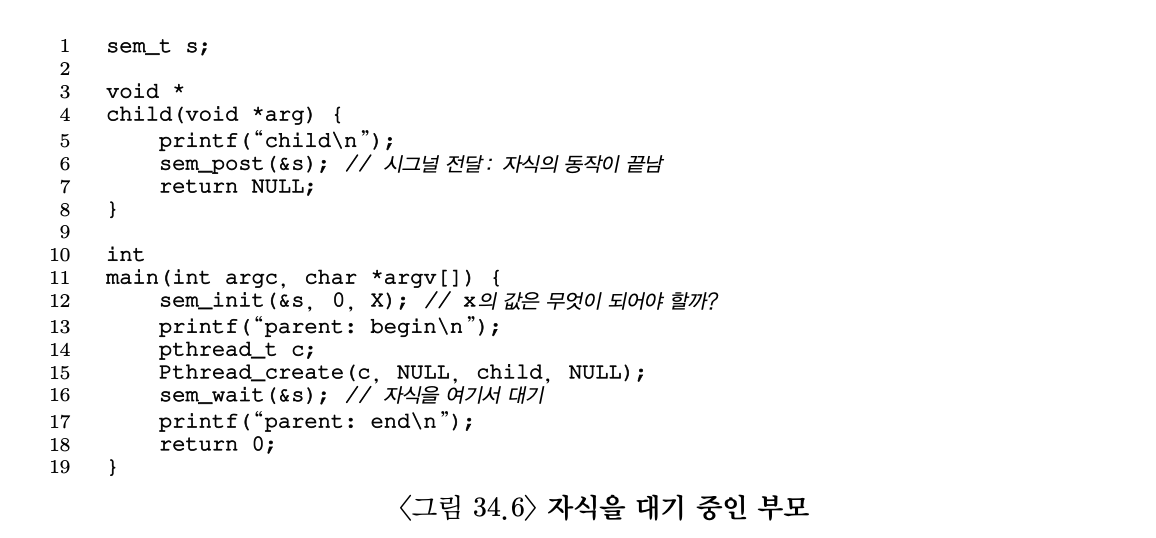 1 sem_t s;
2
3 void *
4 child(void *arg) {
5 printf(“child\n”);
6 sem_post(&s); // 시그널 전달: 자식의 동작이 끝남
7 return NULL;
8 }
9
10 int
11 main(int argc, char *argv[]) {
12 sem_init(&s, 0, X); // x의 값은 무엇이 되어야 할까?
13 printf(“parent: begin\n”);
14 pthread_t c;
15 Pthread_create(c, NULL, child, NULL);
16 sem_wait(&s); // 자식을 여기서 대기
17 printf(“parent: end\n”);
18 return 0;
19 }
〈그림 34.6〉 자식을 대기 중인 부모